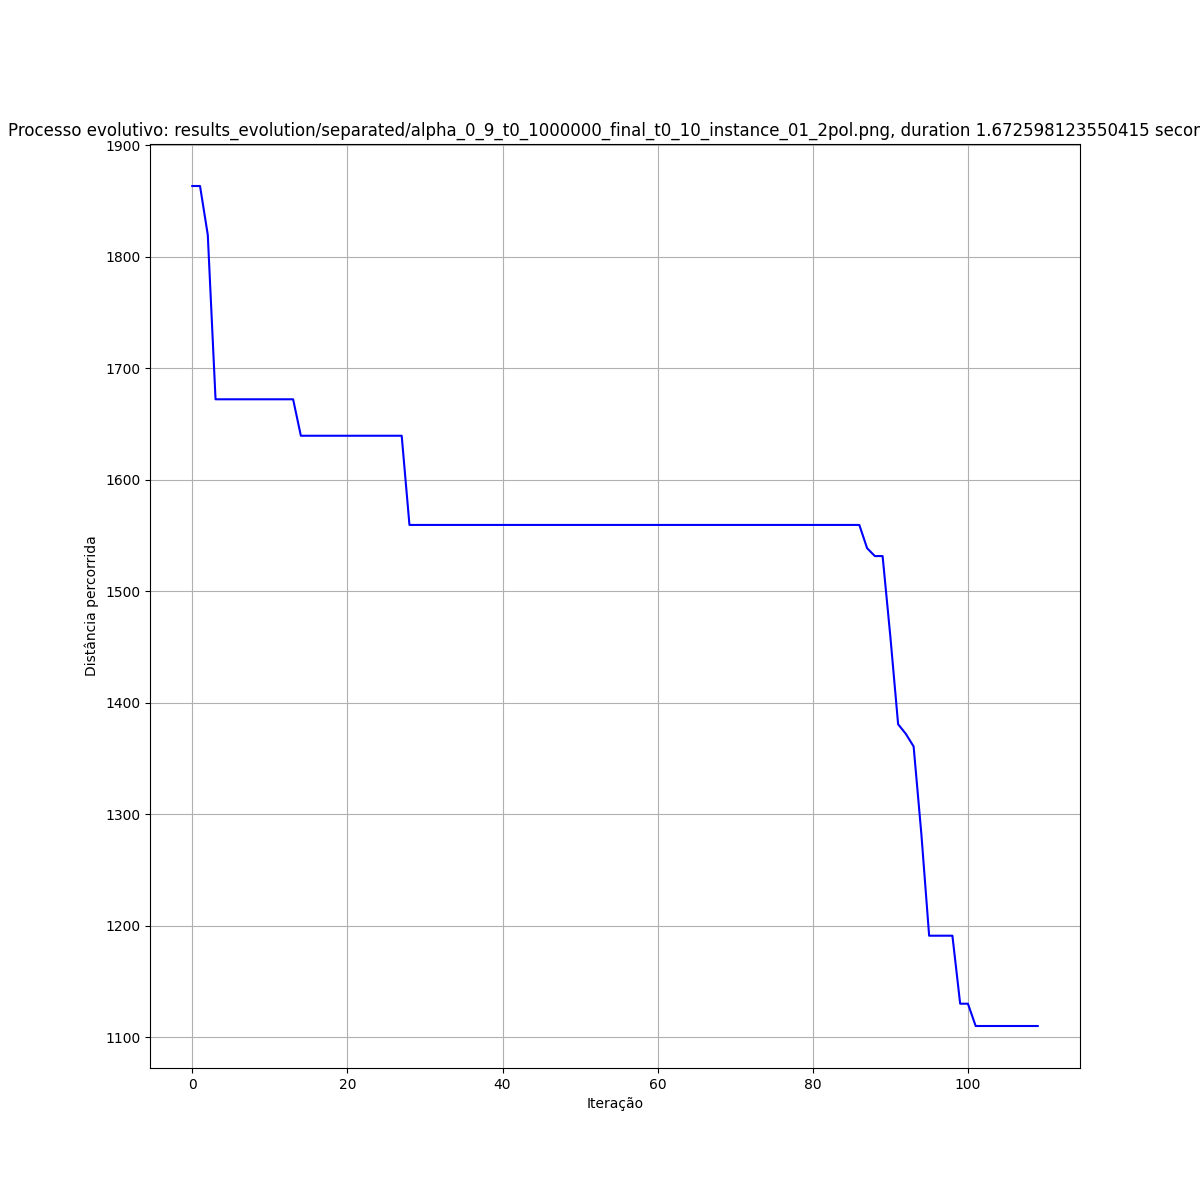 Processo evolutivo: results_evolution/separated/alpha_0_9_t0_1000000_final_t0_10_instance_01_2pol.png, duration 1.672598123550415 secor
1900
1800
1700
1600
1500
1400
1300
1200
1100
Distância percorrida
0 20 40 60 80 100
Iteração